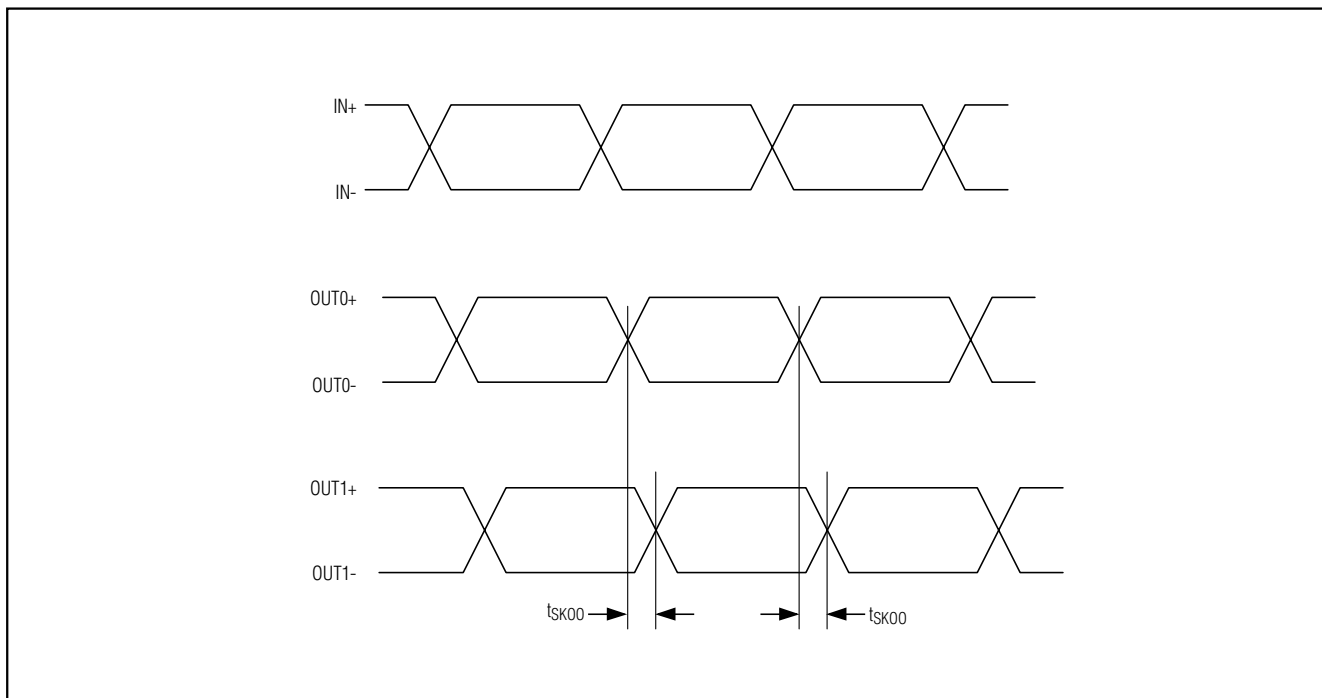 IN+
IN-
OUT0+
OUT0-
OUT1+
OUT1-
tSKOO
tSKOO